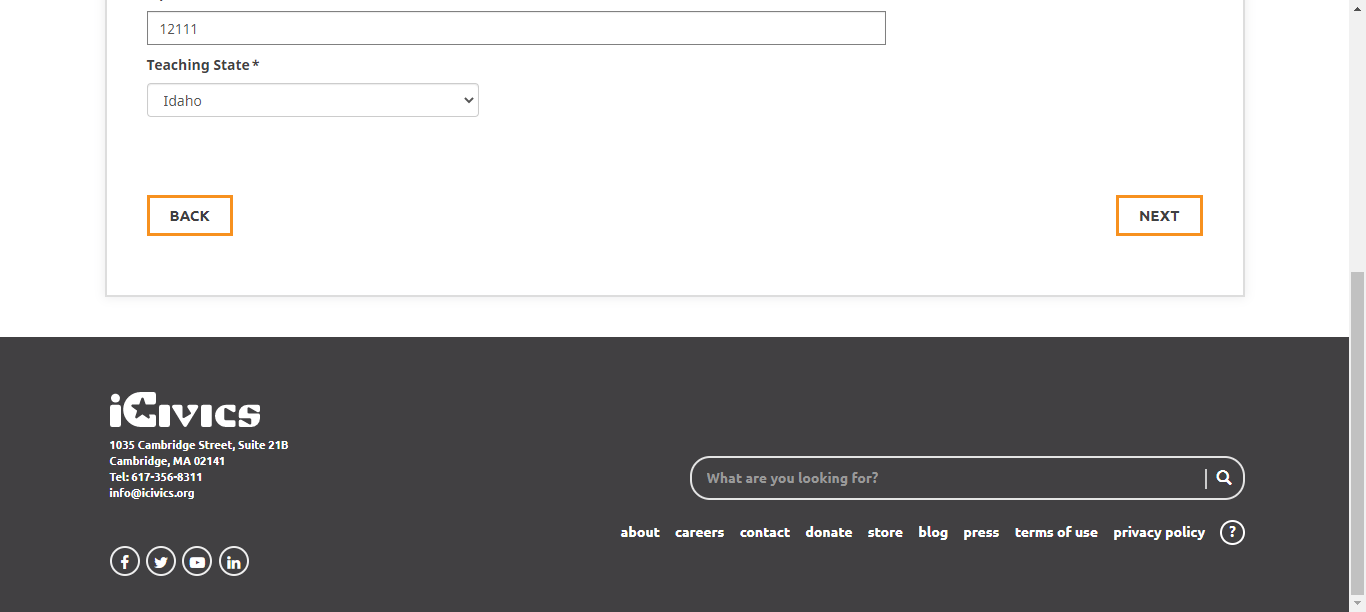 12111
Teaching State*
Idaho
BACK
NEXT
iCivics
1035 Cambridge Street, Suite 21B
Cambridge, MA 02141
Tel: 617-356-8311
info@icivics.org
What are you looking for?
about careers contact donate store blog press terms of use privacy policy ?